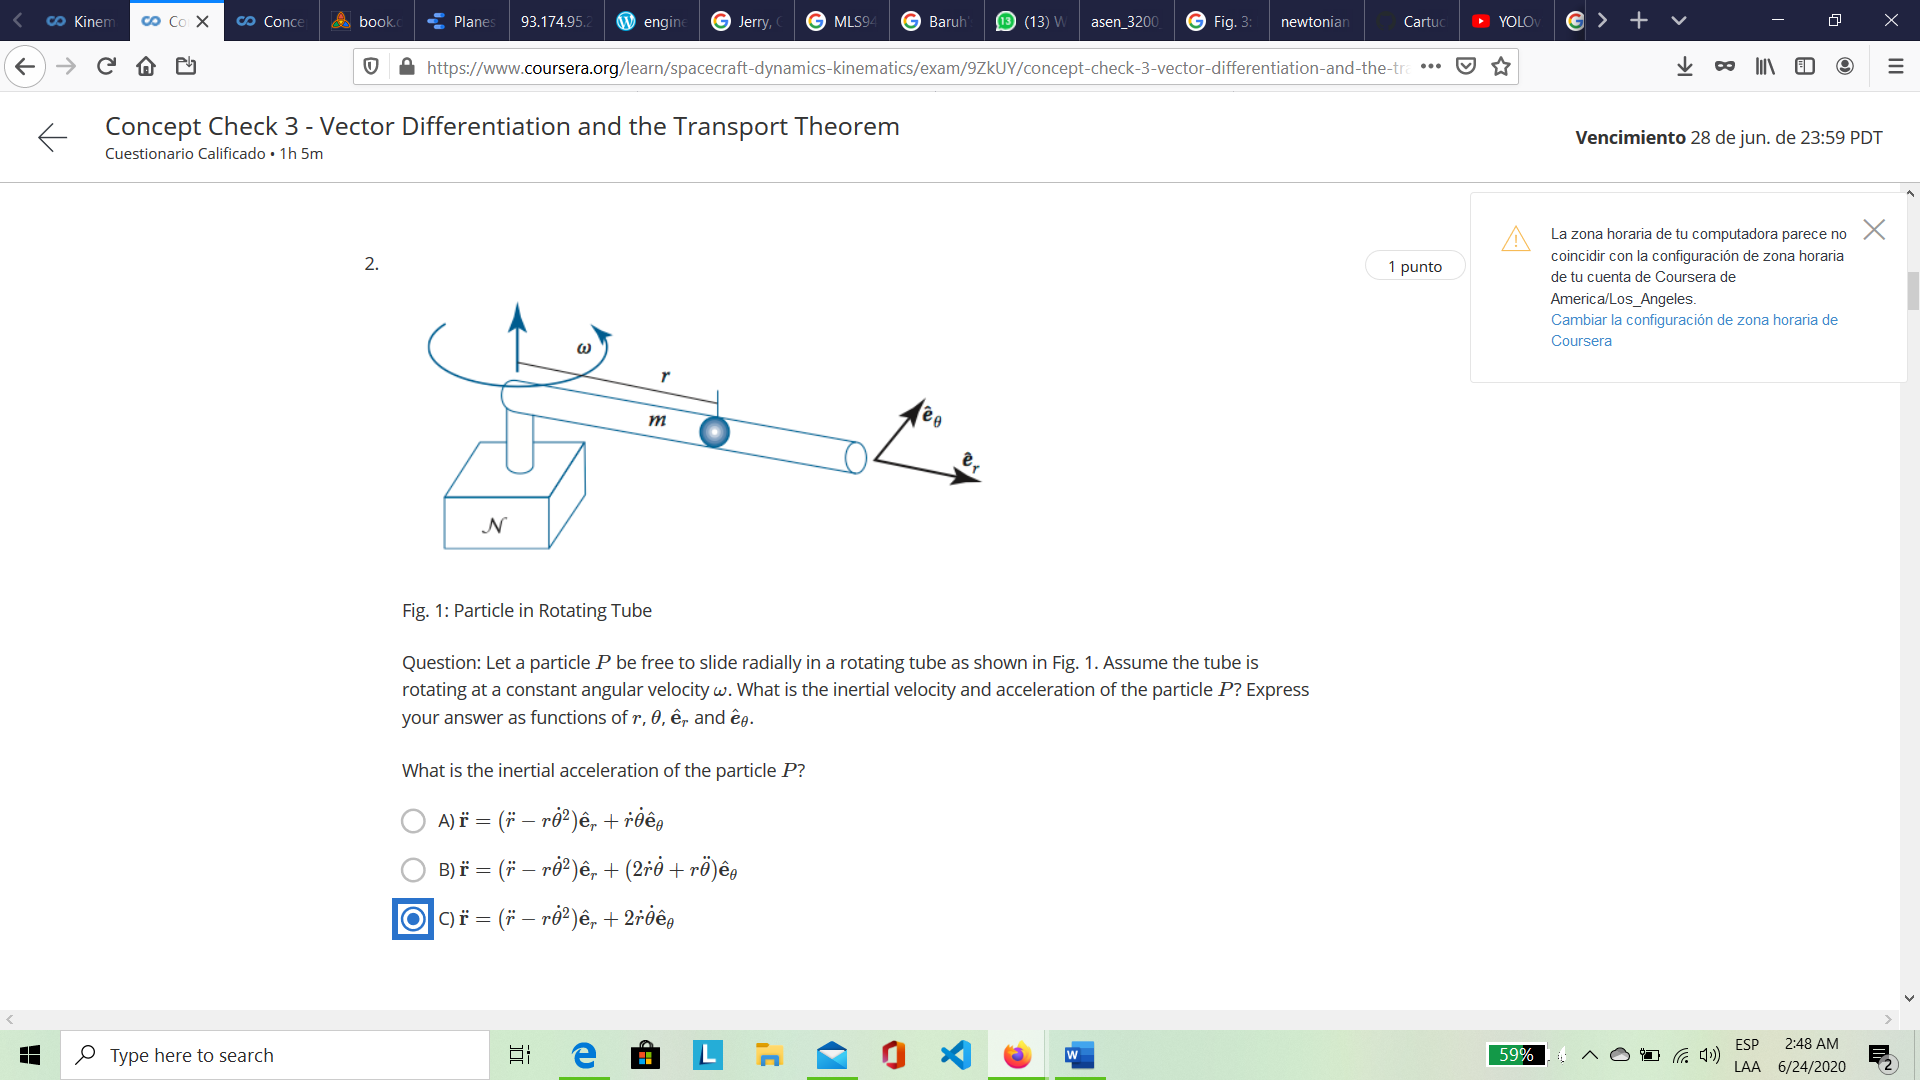 Kinem
Co
Conce
book.c
Planes
93.174.95.2
engine
Jerry, C
MLS94
Baruh'
(13) W
asen_3200_
Fig. 3:
newtonian
Cartuc
YOLOv
https://www.coursera.org/learn/spacecraft-dynamics-kinematics/exam/9ZkUY/concept-check-3-vector-differentiation-and-the-tra
Concept Check 3 - Vector Differentiation and the Transport Theorem
Cuestionario Calificado • 1h 5m
Vencimiento 28 de jun. de 23:59 PDT
La zona horaria de tu computadora parece no
coincidir con la configuración de zona horaria
de tu cuenta de Coursera de
America/Los_Angeles.
Cambiar la configuración de zona horaria de
Coursera
2.
1 punto
ω
r
m
ê_θ
ê_r
𝒩
Fig. 1: Particle in Rotating Tube
Question: Let a particle P be free to slide radially in a rotating tube as shown in Fig. 1. Assume the tube is
rotating at a constant angular velocity ω. What is the inertial velocity and acceleration of the particle P? Express
your answer as functions of r, θ, ê_r and ê_θ.
What is the inertial acceleration of the particle P?
A) r̈ = (r̈ − rθ̇²)ê_r + ṙθ̇ê_θ
B) r̈ = (r̈ − rθ̇²)ê_r + (2ṙθ̇ + rθ̈)ê_θ
C) r̈ = (r̈ − rθ̇²)ê_r + 2ṙθ̇ê_θ
Type here to search
59%
ESP
LAA
2:48 AM
6/24/2020
2